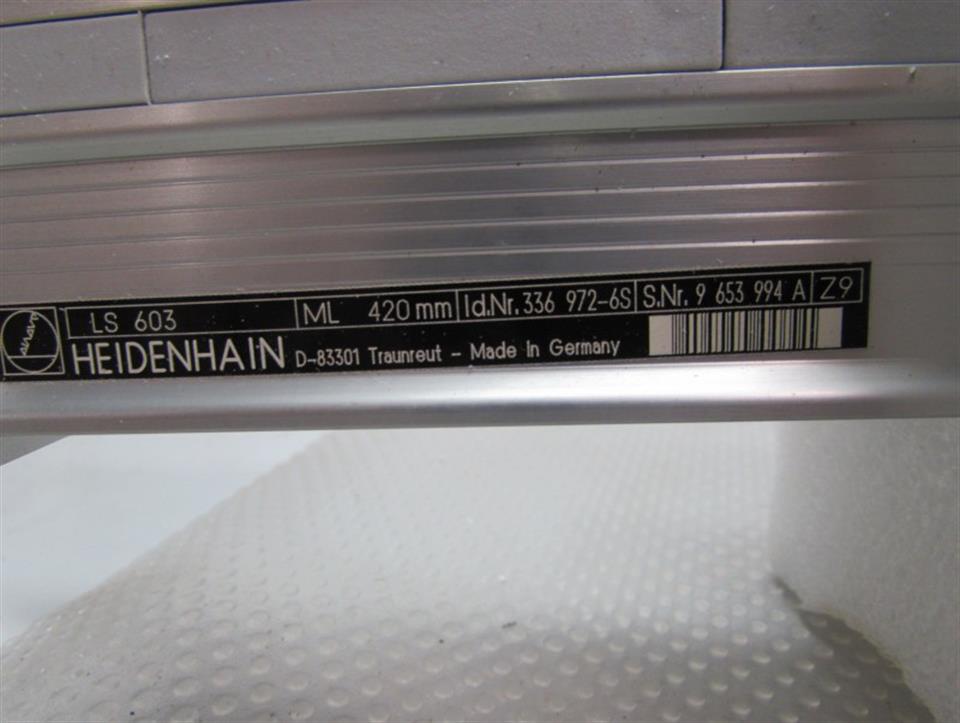 LS 603 ML 420 mm Id.Nr. 336 972-6S S.Nr. 9 653 994 A Z9
HEIDENHAIN D-83301 Traunreut - Made in Germany